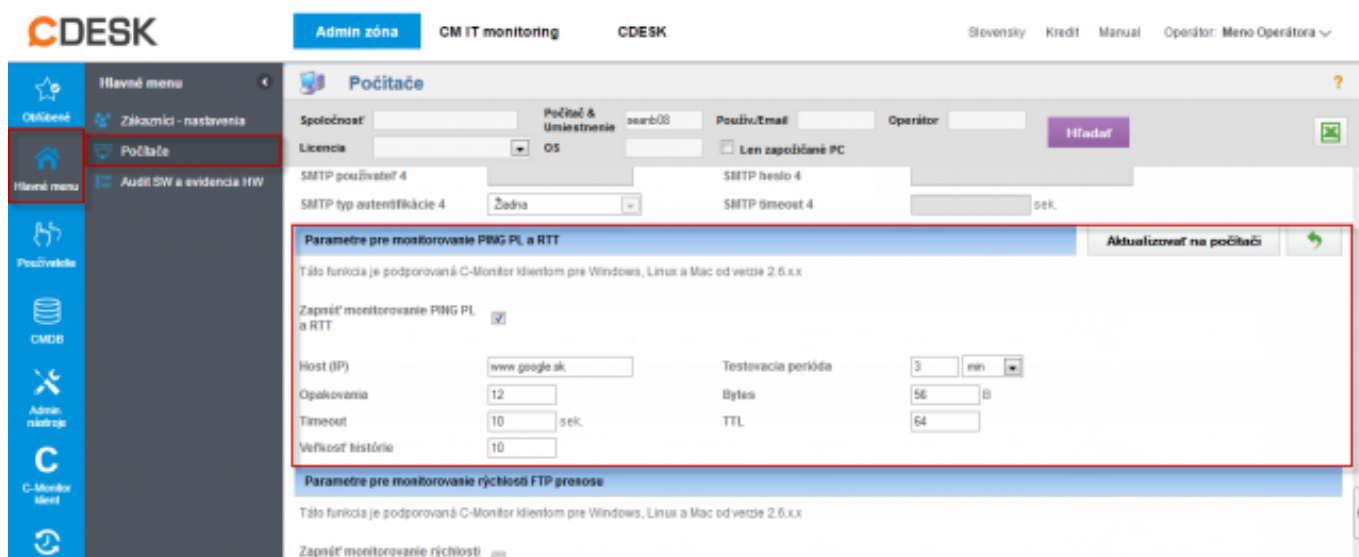 CDESK
Admin zóna CM IT monitoring CDESK
Slovensky Kredit Manual Operátor: Meno Operátora
Obľúbené
Hlavné menu
Používatelia
CMDB
Admin. nástroje
C
C-Monitor klient
Hlavné menu
Zákazníci - nastavenia
Počítače
Audit SW a evidencia HW
Počítače ?
Spoločnosť Počítač & Umiestnenie seanb08 Použív./Email Operátor Hľadať
Licencia OS Len zapožičané PC
SMTP používateľ 4 SMTP heslo 4
SMTP typ autentifikácie 4 Žiadna SMTP timeout 4 sek.
Parametre pre monitorovanie PING PL a RTT Aktualizovať na počítači
Táto funkcia je podporovaná C-Monitor klientom pre Windows, Linux a Mac od verzie 2.6.x.x
Zapnúť monitorovanie PING PL
a RTT
Host (IP) www.google.sk Testovacia perióda 3 min
Opakovania 12 Bytes 56 B
Timeout 10 sek. TTL 64
Veľkosť histórie 10
Parametre pre monitorovanie rýchlosti FTP prenosu
Táto funkcia je podporovaná C-Monitor klientom pre Windows, Linux a Mac od verzie 2.6.x.x
Zapnúť monitorovanie rýchlosti